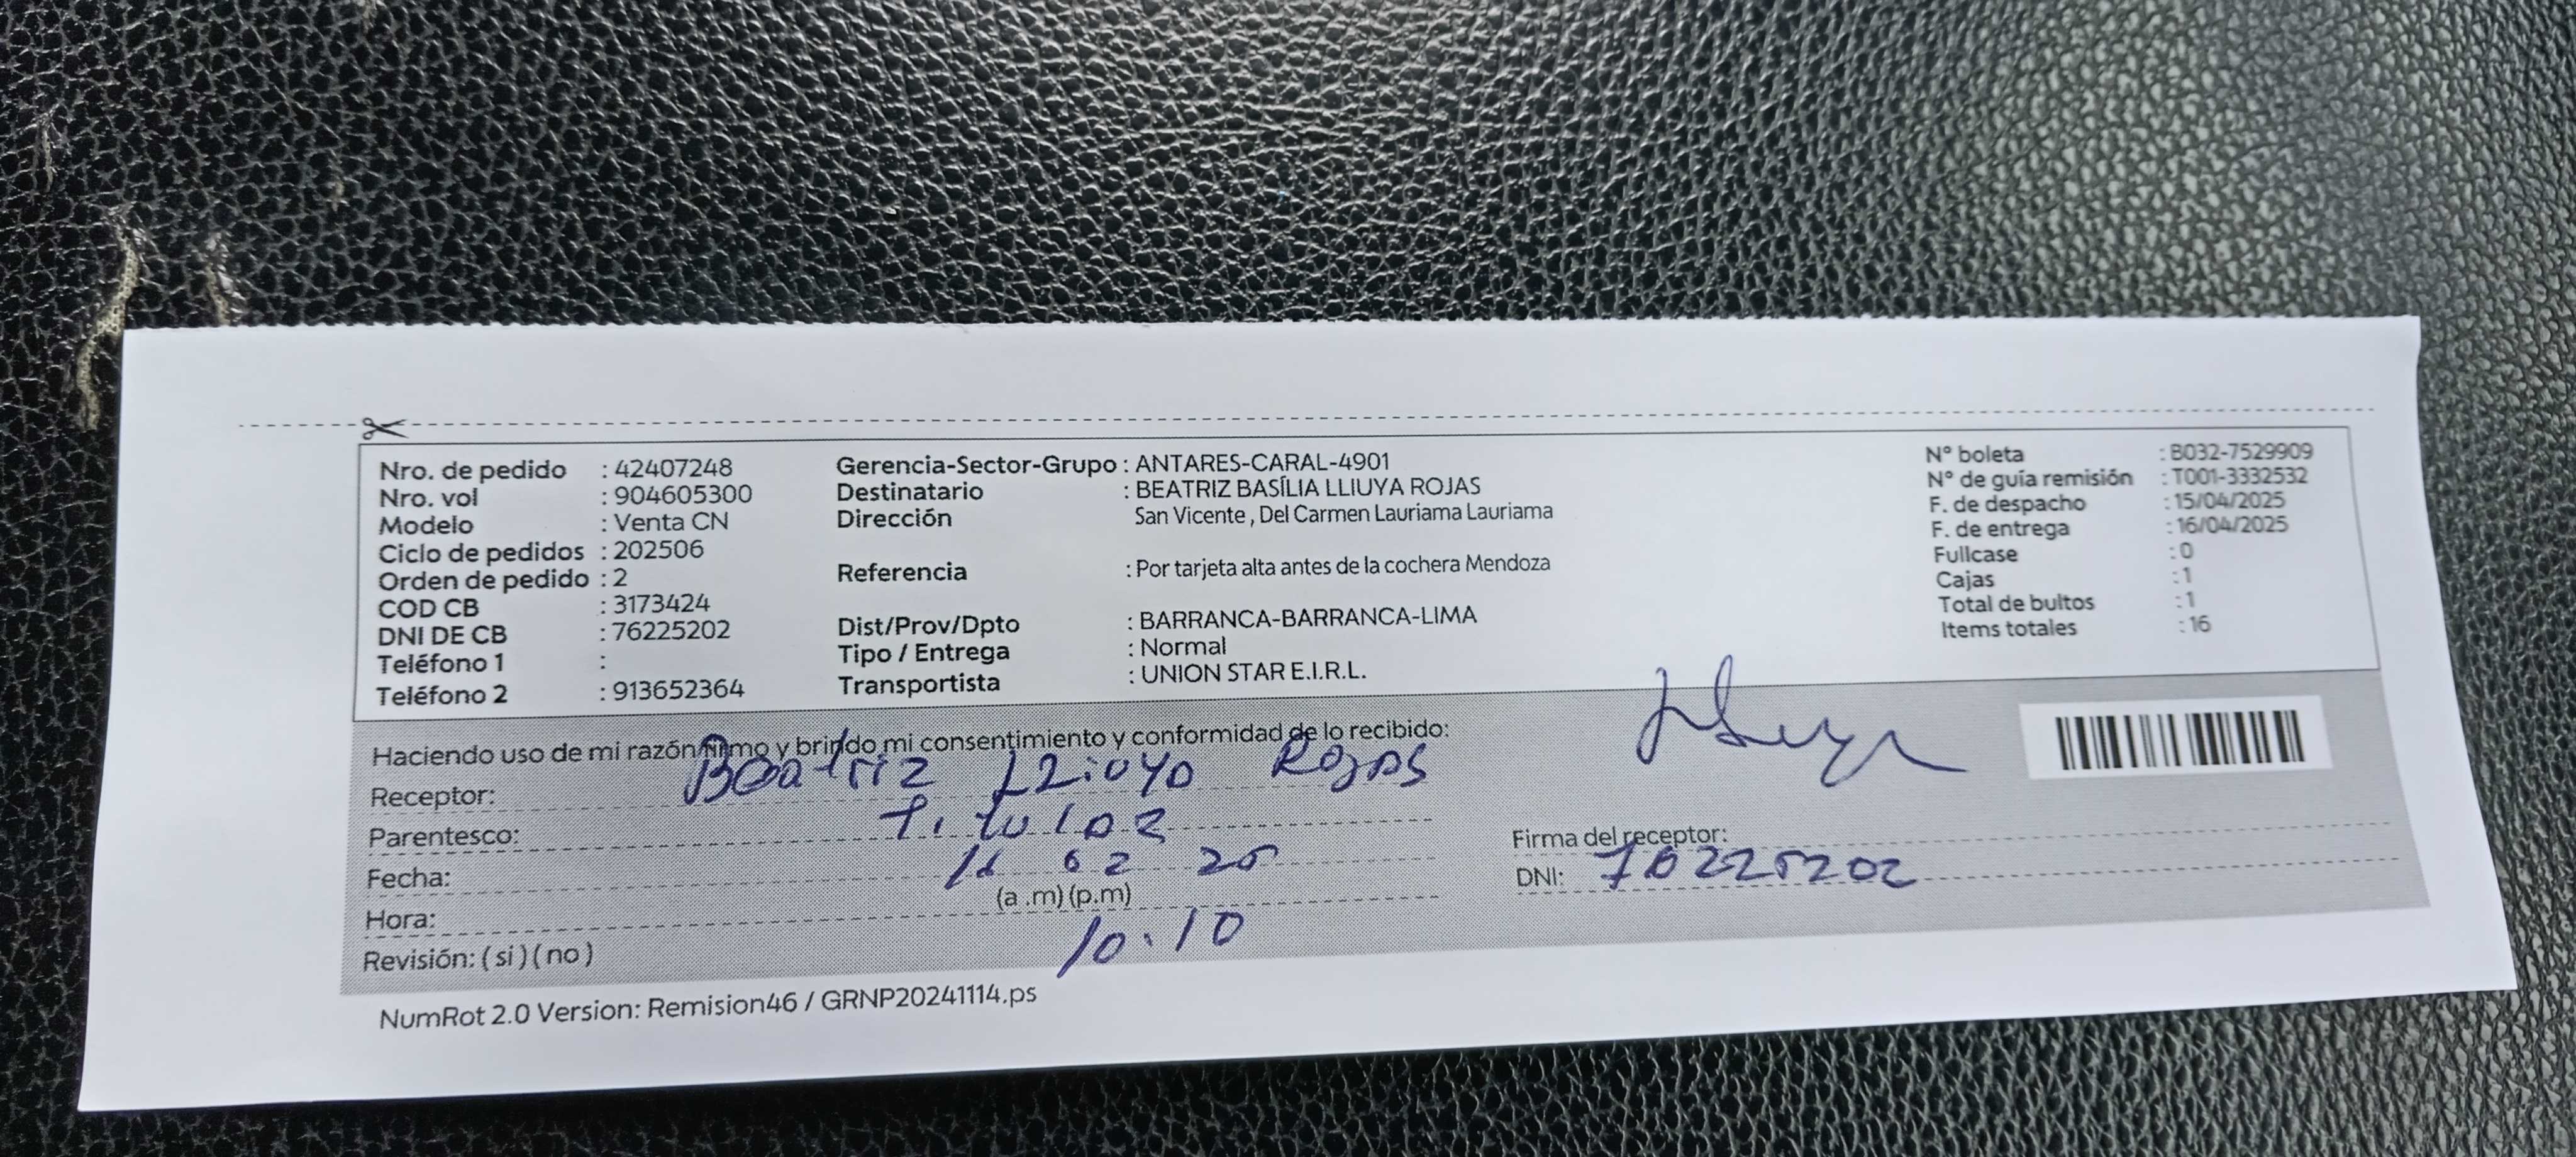 Nro. de pedido : 42407248
Nro. vol : 904605300
Modelo : Venta CN
Ciclo de pedidos : 202506
Orden de pedido : 2
COD CB : 3173424
DNI DE CB : 76225202
Teléfono 1 :
Teléfono 2 : 913652364
Gerencia-Sector-Grupo : ANTARES-CARAL-4901
Destinatario : BEATRIZ BASÍLIA LLIUYA ROJAS
Dirección San Vicente , Del Carmen Lauriama Lauriama
Referencia : Por tarjeta alta antes de la cochera Mendoza
Dist/Prov/Dpto : BARRANCA-BARRANCA-LIMA
Tipo / Entrega : Normal
Transportista : UNION STAR E.I.R.L.
N° boleta : B032-7529909
N° de guía remisión : T001-3332532
F. de despacho : 15/04/2025
F. de entrega : 16/04/2025
Fullcase : 0
Cajas : 1
Total de bultos : 1
Items totales : 16
Haciendo uso de mi razón firmo y brindo mi consentimiento y conformidad de lo recibido:
Receptor: Beatriz Rojas
Parentesco: Titular
Fecha:
Hora: (a .m) (p.m)
10:10
Revisión: ( si ) ( no )
Firma del receptor:
DNI: 76225202
NumRot 2.0 Version: Remision46 / GRNP20241114.ps